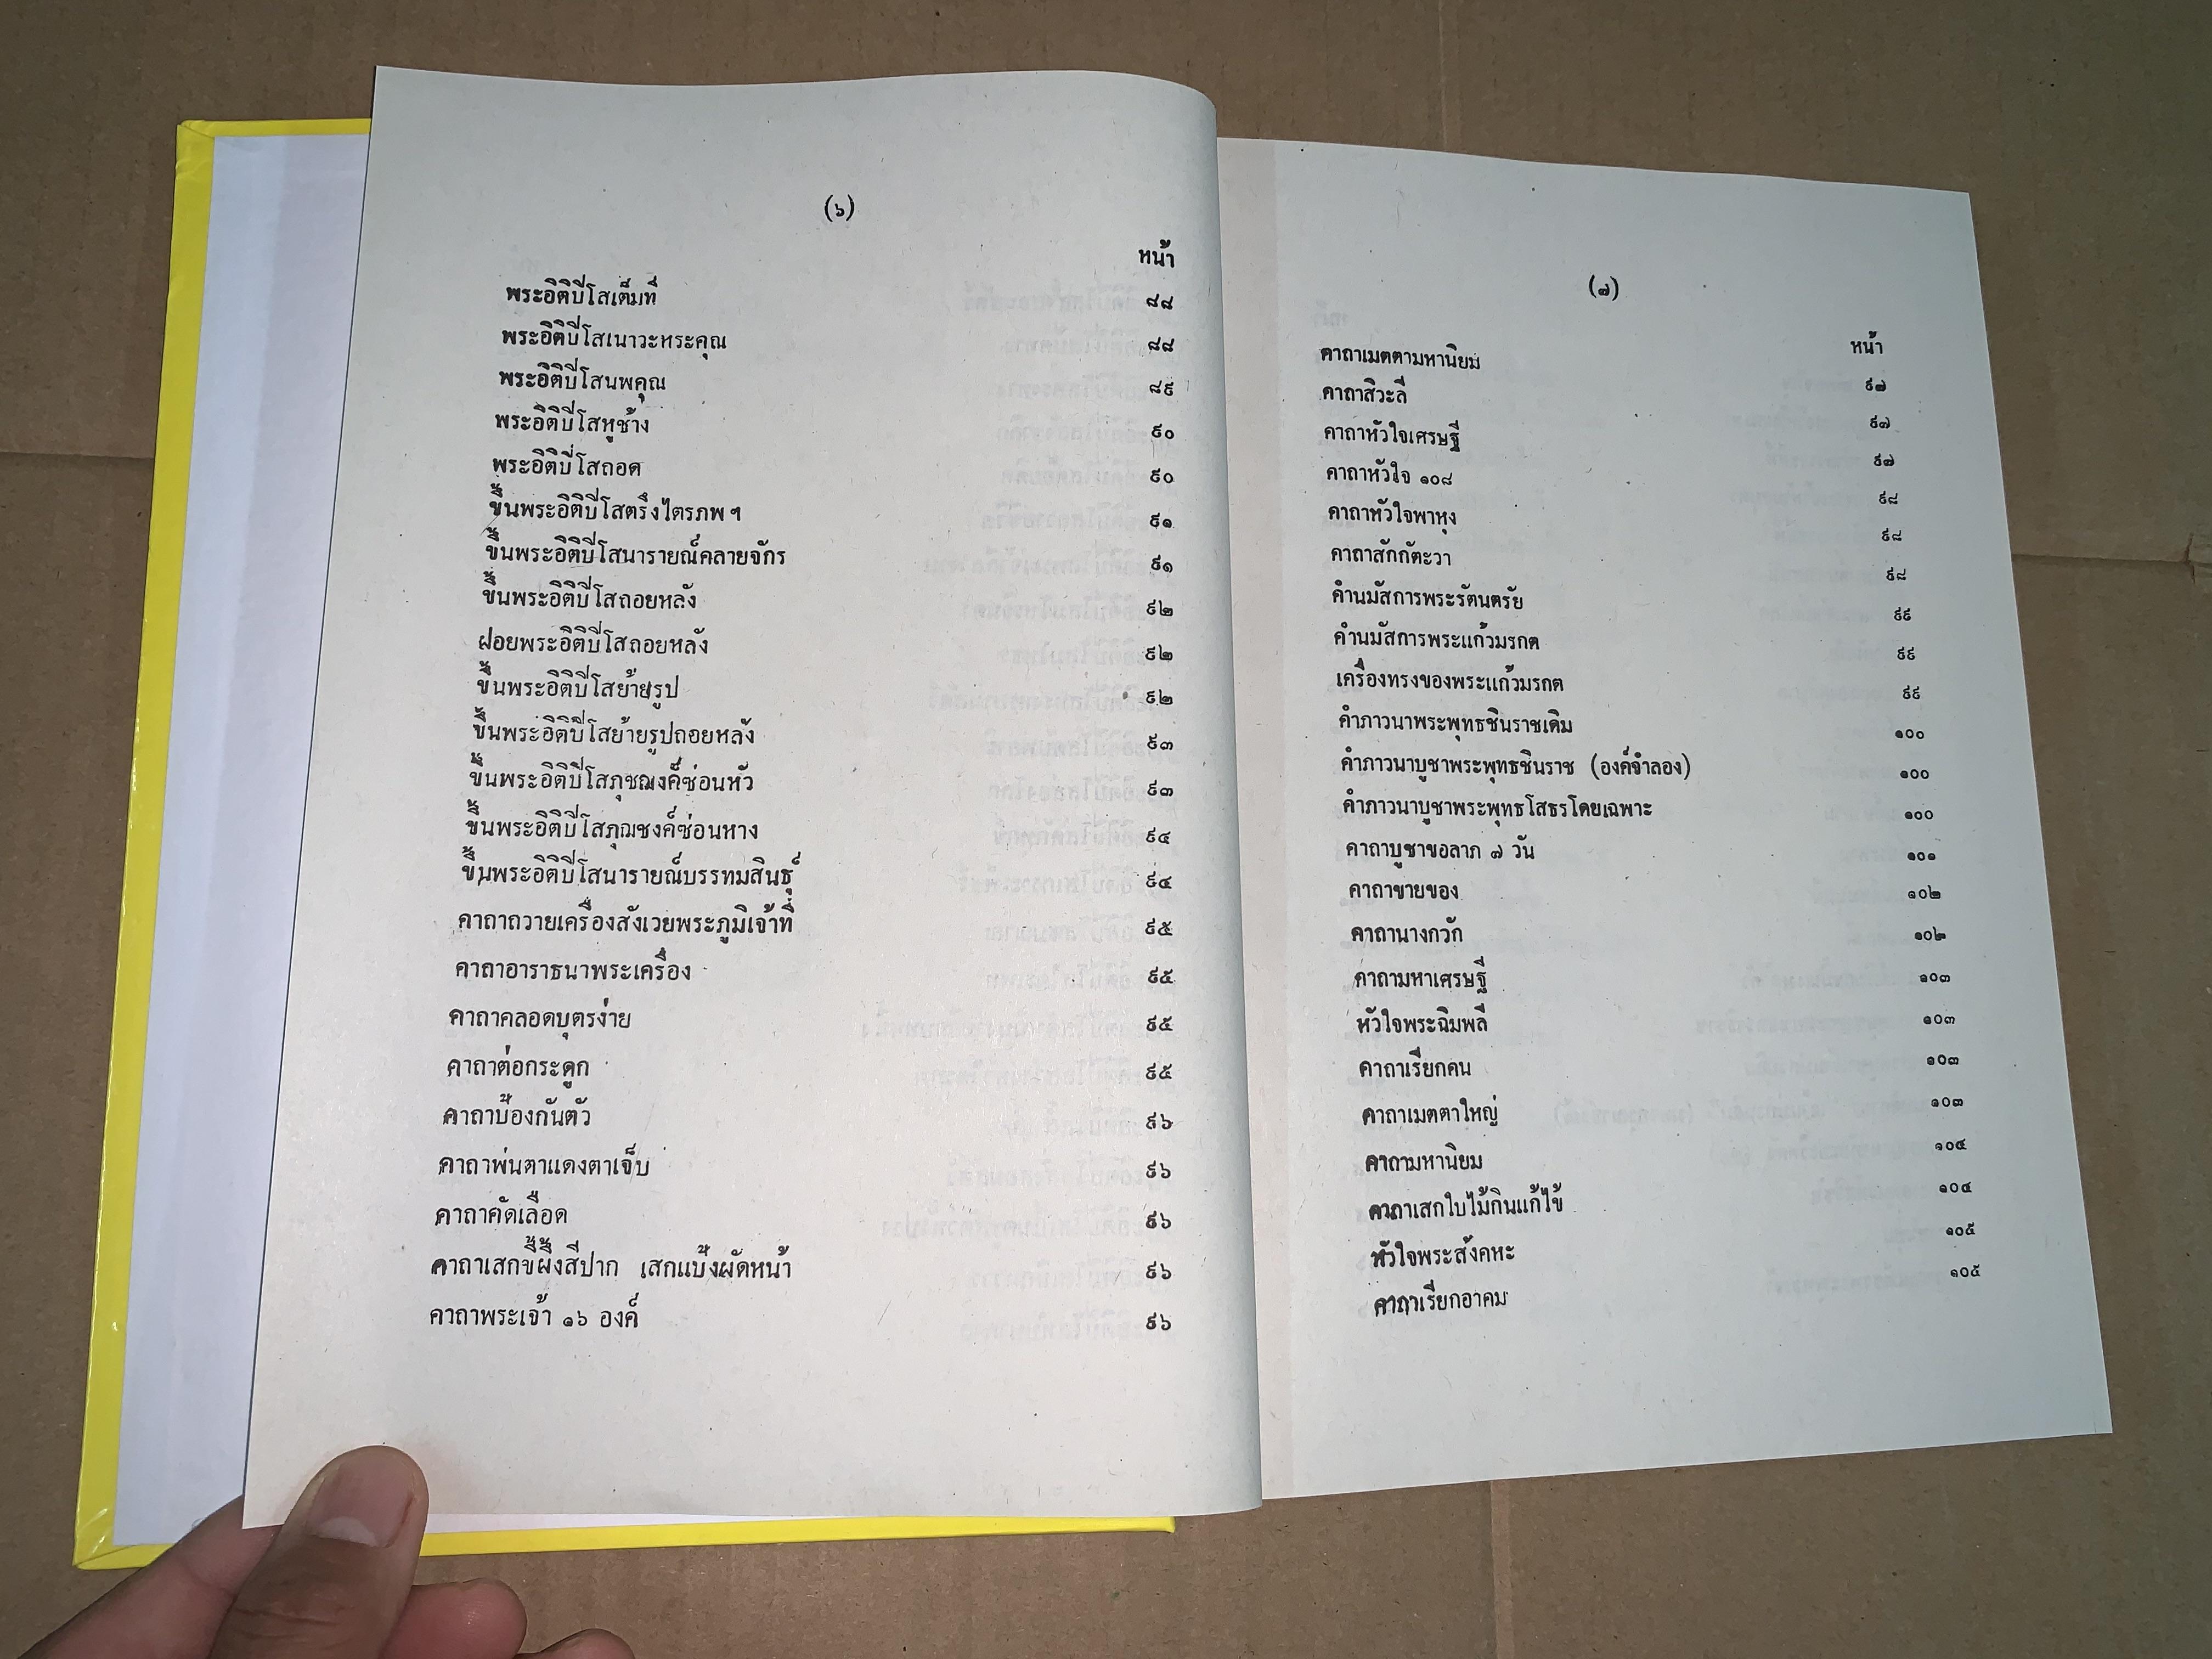 (๖)
หน้า
พระอิติปิโสเต็มที่ ๘๘
พระอิติปิโสเนาวะหระคุณ ๘๘
พระอิติปิโสนพคุณ ๘๙
พระอิติปิโสหูช้าง ๙๐
พระอิติปิโสถอด ๙๐
ขึ้นพระอิติปิโสตรึงไตรภพ ฯ ๙๑
ขึ้นพระอิติปิโสนารายณ์คลายจักร ๙๑
ขึ้นพระอิติปิโสถอยหลัง ๙๒
ฝอยพระอิติปิโสถอยหลัง ๙๒
ขึ้นพระอิติปิโสย้ายรูป ๙๒
ขึ้นพระอิติปิโสย้ายรูปถอยหลัง ๙๓
ขึ้นพระอิติปิโสภุชฌงค์ซ่อนหัว ๙๓
ขึ้นพระอิติปิโสภุฌชงค์ซ่อนหาง ๙๔
ขึ้นพระอิติปิโสนารายณ์บรรทมสินธุ์ ๙๔
คาถาถวายเครื่องสังเวยพระภูมิเจ้าที่ ๙๕
คาถาอาราธนาพระเครื่อง ๙๕
คาถาคลอดบุตรง่าย ๙๕
คาถาต่อกระดูก ๙๕
คาถาป้องกันตัว ๙๖
คาถาพ่นตาแดงตาเจ็บ ๙๖
คาถาคัดเลือด ๙๖
คาถาเสกขี้ผึ้งสีปาก เสกแป้งผัดหน้า ๙๖
คาถาพระเจ้า ๑๖ องค์ ๙๖
(๗)
หน้า
คาถาเมตตามหานิยม ๙๗
คาถาสิวะลี ๙๗
คาถาหัวใจเศรษฐี ๙๗
คาถาหัวใจ ๑๐๘ ๙๘
คาถาหัวใจพาหุง ๙๘
คาถาสักกัตะวา ๙๘
คำนมัสการพระรัตนตรัย ๙๙
คำนมัสการพระแก้วมรกต ๙๙
เครื่องทรงของพระแก้วมรกต ๙๙
คำภาวนาพระพุทธชินราชเดิม ๑๐๐
คำภาวนาบูชาพระพุทธชินราช (องค์จำลอง) ๑๐๐
คำภาวนาบูชาพระพุทธโสธรโดยเฉพาะ ๑๐๐
คาถาบูชาขอลาภ ๗ วัน ๑๐๑
คาถาขายของ ๑๐๒
คาถานางกวัก ๑๐๒
คาถามหาเศรษฐี ๑๐๓
หัวใจพระฉิมพลี ๑๐๓
คาถาเรียกคน ๑๐๓
คาถาเมตตาใหญ่ ๑๐๓
คาถามหานิยม ๑๐๔
คาถาเสกใบไม้กินแก้ไข้ ๑๐๔
หัวใจพระสังคหะ ๑๐๕
คาถาเรียกอาคม ๑๐๕